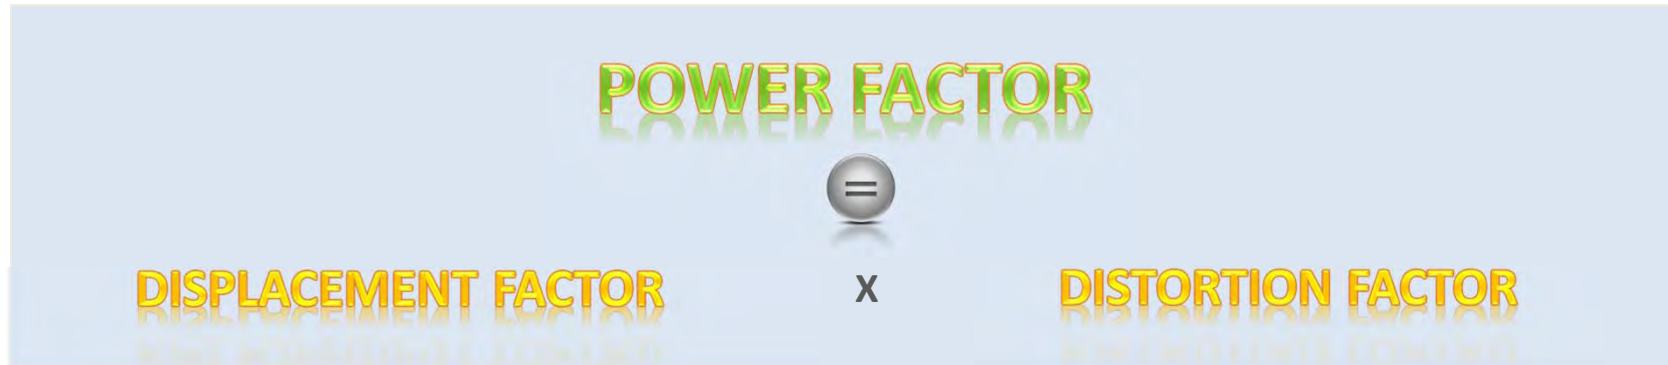 POWER FACTOR
=
DISPLACEMENT FACTOR x DISTORTION FACTOR